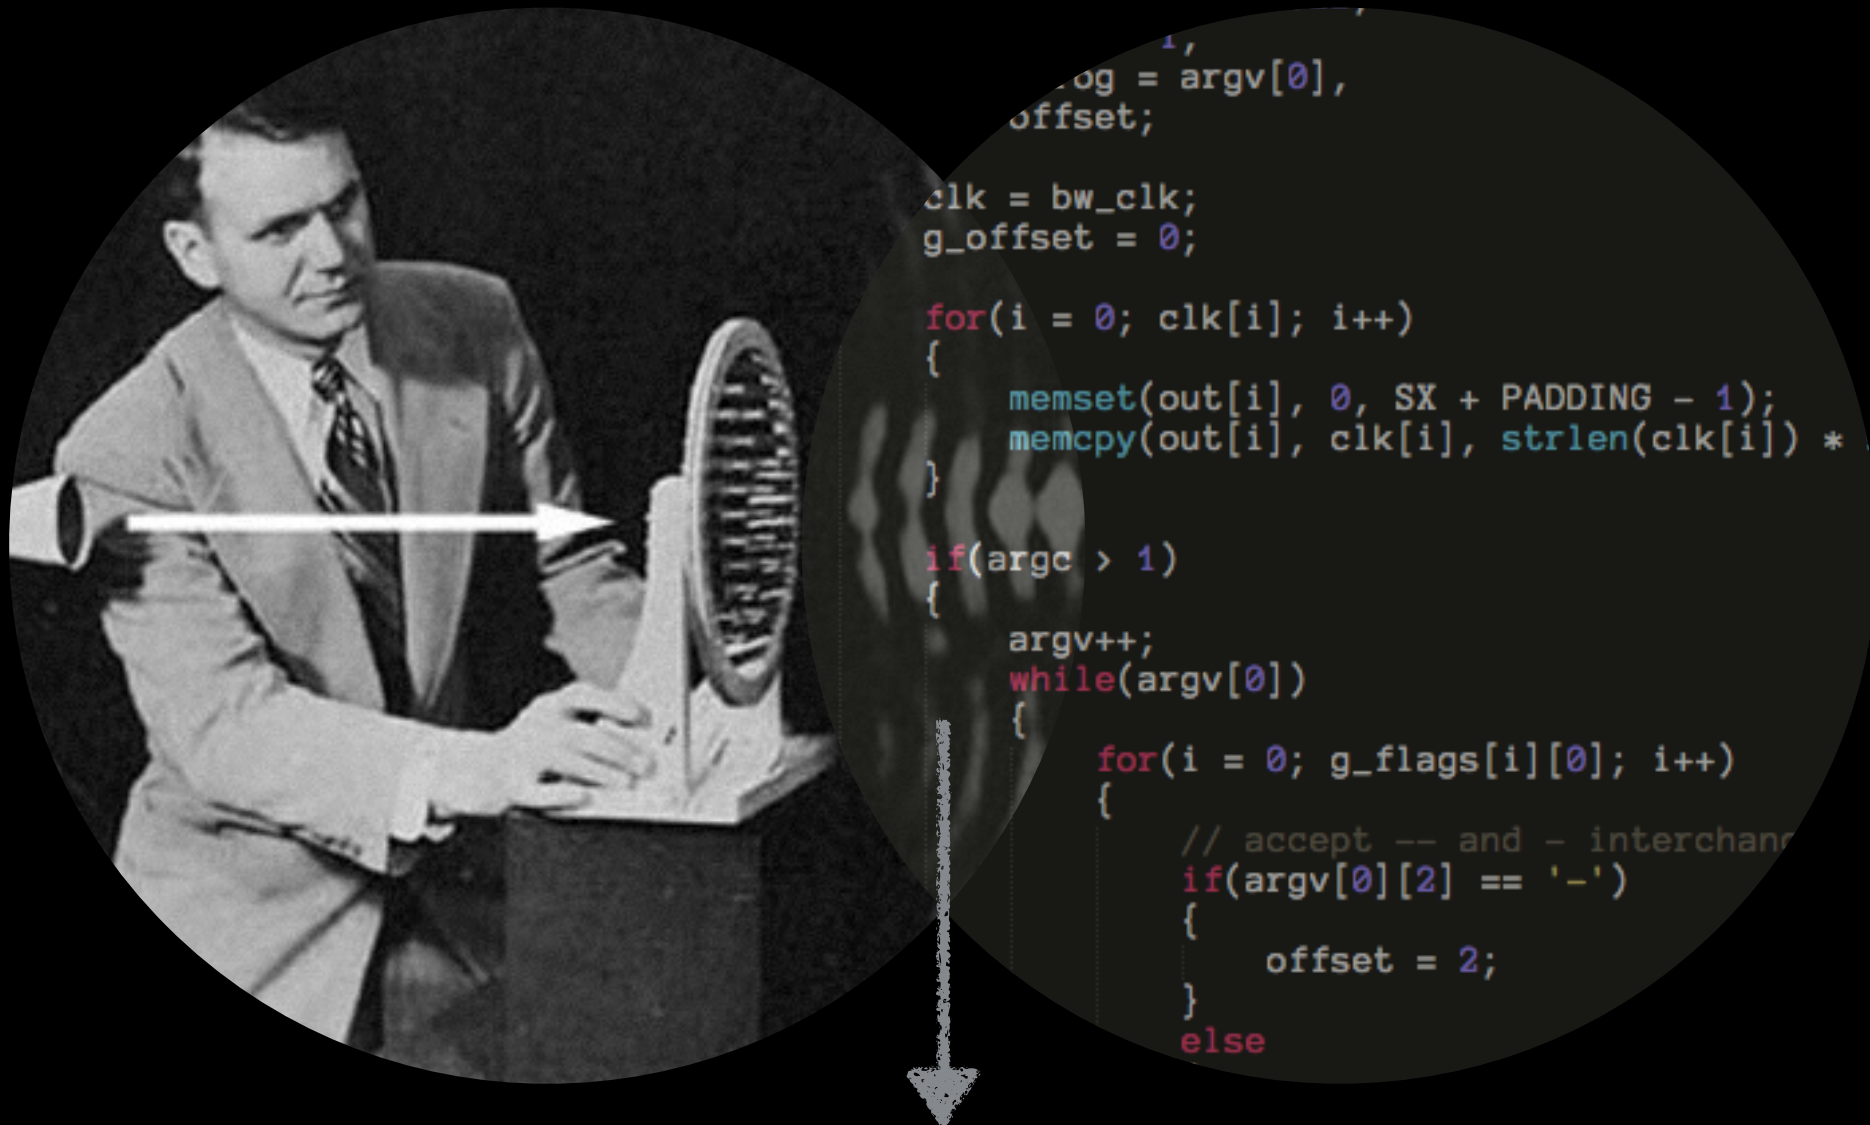 1,
= argv[0],
offset;
clk = bw_clk;
g_offset = 0;
for(i = 0; clk[i]; i++)
{
memset(out[i], 0, SX + PADDING - 1);
memcpy(out[i], clk[i], strlen(clk[i]) *
}
if(argc > 1)
{
argv++;
while(argv[0])
{
for(i = 0; g_flags[i][0]; i++)
{
// accept -- and - interchang
if(argv[0][2] == '-')
{
offset = 2;
}
else